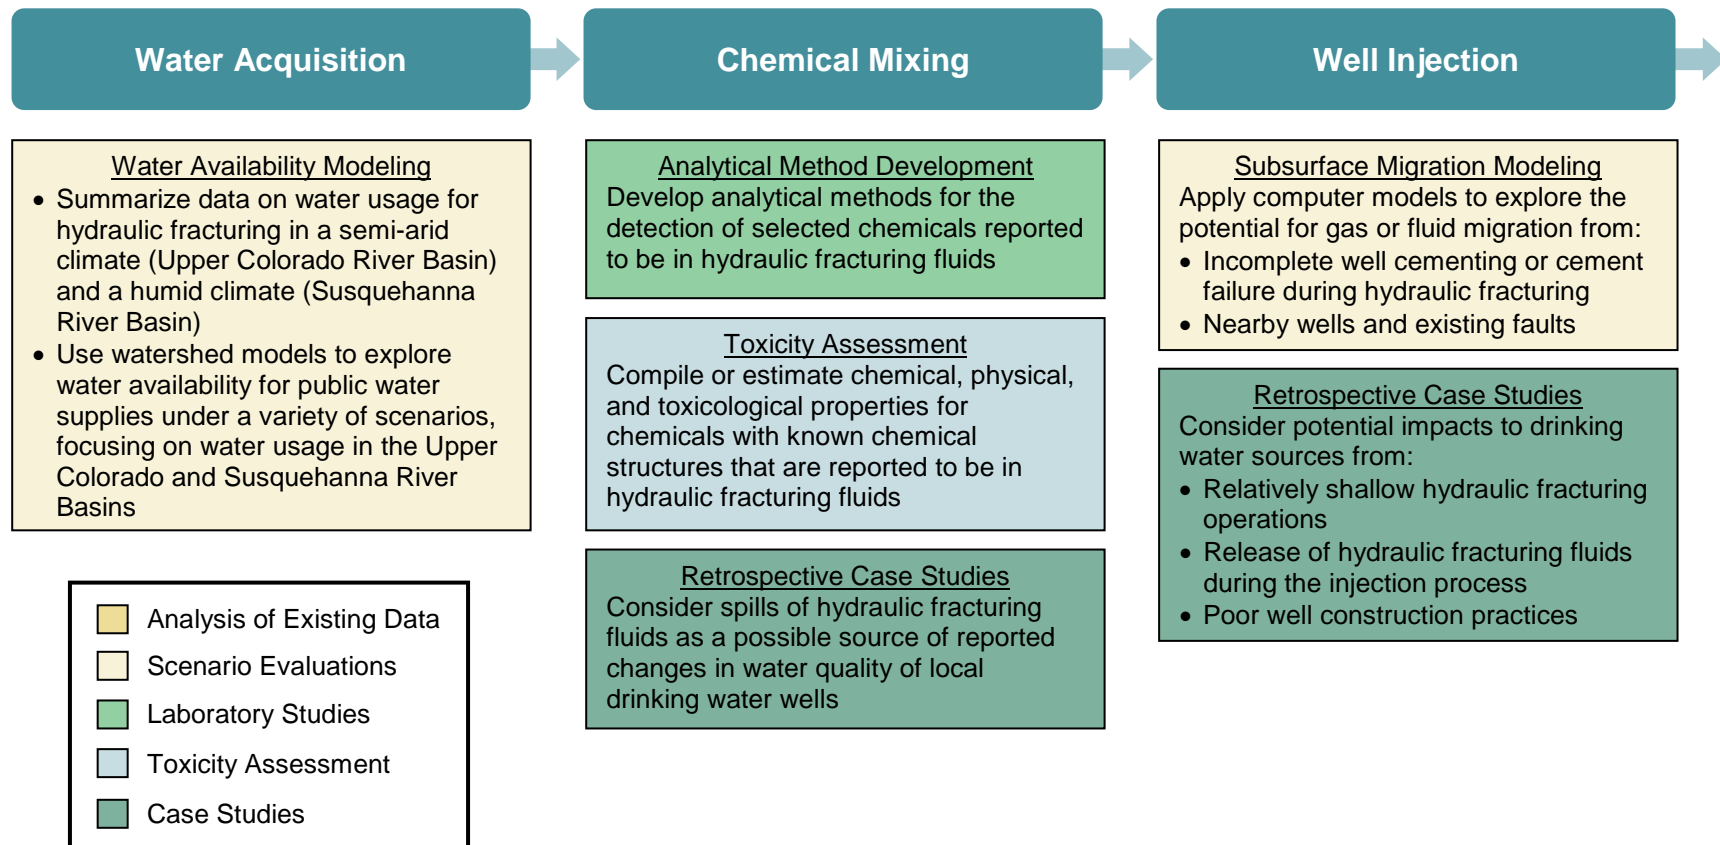 Water Acquisition
Chemical Mixing
Well Injection
Water Availability Modeling
• Summarize data on water usage for
hydraulic fracturing in a semi-arid
climate (Upper Colorado River Basin)
and a humid climate (Susquehanna
River Basin)
• Use watershed models to explore
water availability for public water
supplies under a variety of scenarios,
focusing on water usage in the Upper
Colorado and Susquehanna River
Basins
Analysis of Existing Data
Scenario Evaluations
Laboratory Studies
Toxicity Assessment
Case Studies
Analytical Method Development
Develop analytical methods for the
detection of selected chemicals reported
to be in hydraulic fracturing fluids
Toxicity Assessment
Compile or estimate chemical, physical,
and toxicological properties for
chemicals with known chemical
structures that are reported to be in
hydraulic fracturing fluids
Retrospective Case Studies
Consider spills of hydraulic fracturing
fluids as a possible source of reported
changes in water quality of local
drinking water wells
Subsurface Migration Modeling
Apply computer models to explore the
potential for gas or fluid migration from:
• Incomplete well cementing or cement
failure during hydraulic fracturing
• Nearby wells and existing faults
Retrospective Case Studies
Consider potential impacts to drinking
water sources from:
• Relatively shallow hydraulic fracturing
operations
• Release of hydraulic fracturing fluids
during the injection process
• Poor well construction practices